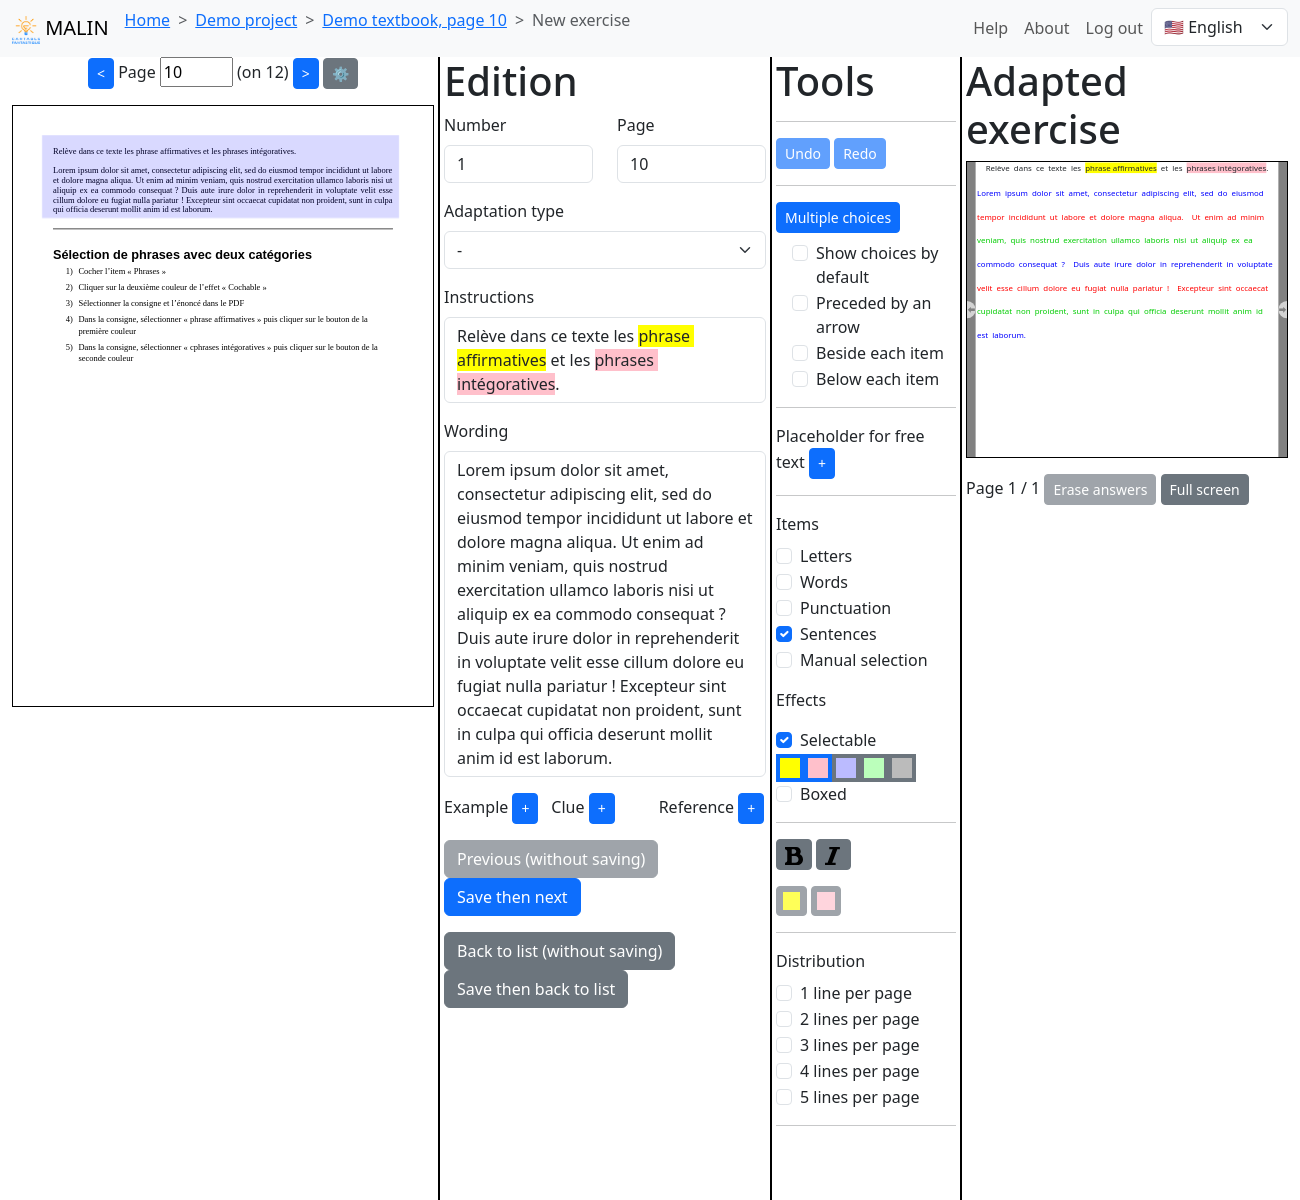 MALIN
Home > Demo project > Demo textbook, page 10 > New exercise
Help About Log out 🇺🇸 English
< Page 10 (on 12) > ⚙️
Relève dans ce texte les phrase affirmatives et les phrases intégoratives.
Lorem ipsum dolor sit amet, consectetur adipiscing elit, sed do eiusmod tempor incididunt ut labore
et dolore magna aliqua. Ut enim ad minim veniam, quis nostrud exercitation ullamco laboris nisi ut
aliquip ex ea commodo consequat ? Duis aute irure dolor in reprehenderit in voluptate velit esse
cillum dolore eu fugiat nulla pariatur ! Excepteur sint occaecat cupidatat non proident, sunt in culpa
qui officia deserunt mollit anim id est laborum.
Sélection de phrases avec deux catégories
1) Cocher l’item « Phrases »
2) Cliquer sur la deuxième couleur de l’effet « Cochable »
3) Sélectionner la consigne et l’énoncé dans le PDF
4) Dans la consigne, sélectionner « phrase affirmatives » puis cliquer sur le bouton de la
première couleur
5) Dans la consigne, sélectionner « cphrases intégoratives » puis cliquer sur le bouton de la
seconde couleur
Edition
Number Page
1 10
Adaptation type
-
Instructions
Relève dans ce texte les phrase
affirmatives et les phrases
intégoratives.
Wording
Lorem ipsum dolor sit amet,
consectetur adipiscing elit, sed do
eiusmod tempor incididunt ut labore et
dolore magna aliqua. Ut enim ad
minim veniam, quis nostrud
exercitation ullamco laboris nisi ut
aliquip ex ea commodo consequat ?
Duis aute irure dolor in reprehenderit
in voluptate velit esse cillum dolore eu
fugiat nulla pariatur ! Excepteur sint
occaecat cupidatat non proident, sunt
in culpa qui officia deserunt mollit
anim id est laborum.
Example + Clue + Reference +
Previous (without saving)
Save then next
Back to list (without saving)
Save then back to list
Tools
Undo Redo
Multiple choices
Show choices by
default
Preceded by an
arrow
Beside each item
Below each item
Placeholder for free
text +
Items
Letters
Words
Punctuation
Sentences
Manual selection
Effects
Selectable
Boxed
B I
Distribution
1 line per page
2 lines per page
3 lines per page
4 lines per page
5 lines per page
Adapted
exercise
Relève dans ce texte les phrase affirmatives et les phrases intégoratives.
Lorem ipsum dolor sit amet, consectetur adipiscing elit, sed do eiusmod
tempor incididunt ut labore et dolore magna aliqua. Ut enim ad minim
veniam, quis nostrud exercitation ullamco laboris nisi ut aliquip ex ea
commodo consequat ? Duis aute irure dolor in reprehenderit in voluptate
velit esse cillum dolore eu fugiat nulla pariatur ! Excepteur sint occaecat
cupidatat non proident, sunt in culpa qui officia deserunt mollit anim id
est laborum.
Page 1 / 1 Erase answers Full screen